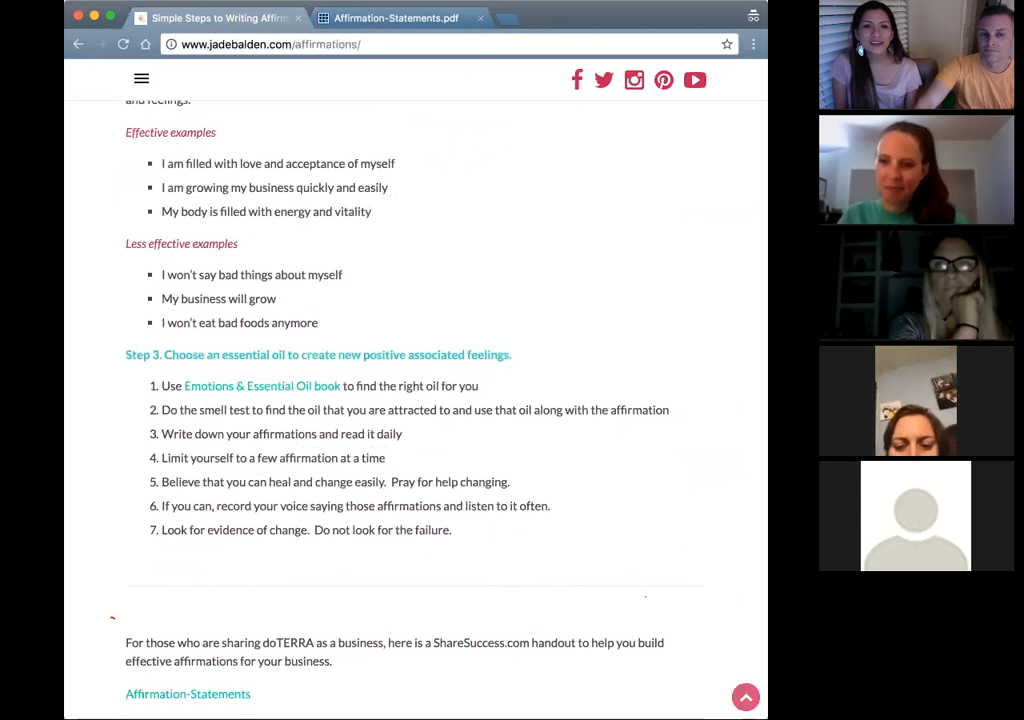 Simple Steps to Writing Affirm
Affirmation-Statements.pdf
www.jadebalden.com/affirmations/
and feelings.
Effective examples
I am filled with love and acceptance of myself
I am growing my business quickly and easily
My body is filled with energy and vitality
Less effective examples
I won't say bad things about myself
My business will grow
I won't eat bad foods anymore
Step 3. Choose an essential oil to create new positive associated feelings.
1. Use Emotions & Essential Oil book to find the right oil for you
2. Do the smell test to find the oil that you are attracted to and use that oil along with the affirmation
3. Write down your affirmations and read it daily
4. Limit yourself to a few affirmation at a time
5. Believe that you can heal and change easily. Pray for help changing.
6. If you can, record your voice saying those affirmations and listen to it often.
7. Look for evidence of change. Do not look for the failure.
For those who are sharing doTERRA as a business, here is a ShareSuccess.com handout to help you build
effective affirmations for your business.
Affirmation-Statements